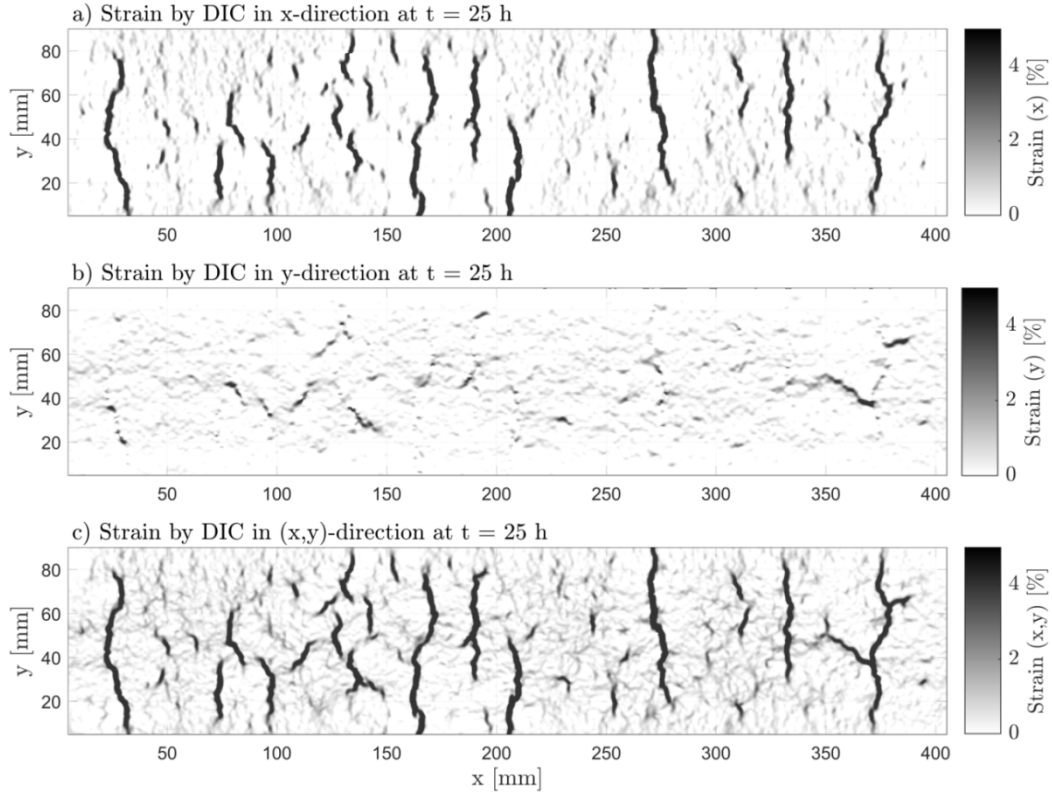 a) Strain by DIC in x-direction at t = 25 h
80
60
40
20
y [mm]
50 100 150 200 250 300 350 400
4
2
0
Strain (x) [%]
b) Strain by DIC in y-direction at t = 25 h
80
60
40
20
y [mm]
50 100 150 200 250 300 350 400
4
2
0
Strain (y) [%]
c) Strain by DIC in (x,y)-direction at t = 25 h
80
60
40
20
y [mm]
50 100 150 200 250 300 350 400
x [mm]
4
2
0
Strain (x,y) [%]